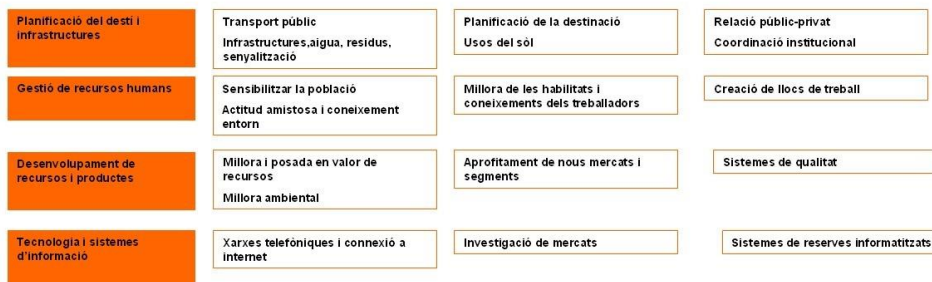 Planificació del destí i
infrastructures
Transport públic
Infrastructures,aigua, residus,
senyalització
Planificació de la destinació
Usos del sòl
Relació públic-privat
Coordinació institucional
Gestió de recursos humans
Sensibilitzar la població
Actitud amistosa i coneixement
entorn
Millora de les habilitats i
coneixements dels treballadors
Creació de llocs de treball
Desenvolupament de
recursos i productes
Millora i posada en valor de
recursos
Millora ambiental
Aprofitament de nous mercats i
segments
Sistemes de qualitat
Tecnologia i sistemes
d'informació
Xarxes telefòniques i connexió a
internet
Investigació de mercats
Sistemes de reserves informatitzats